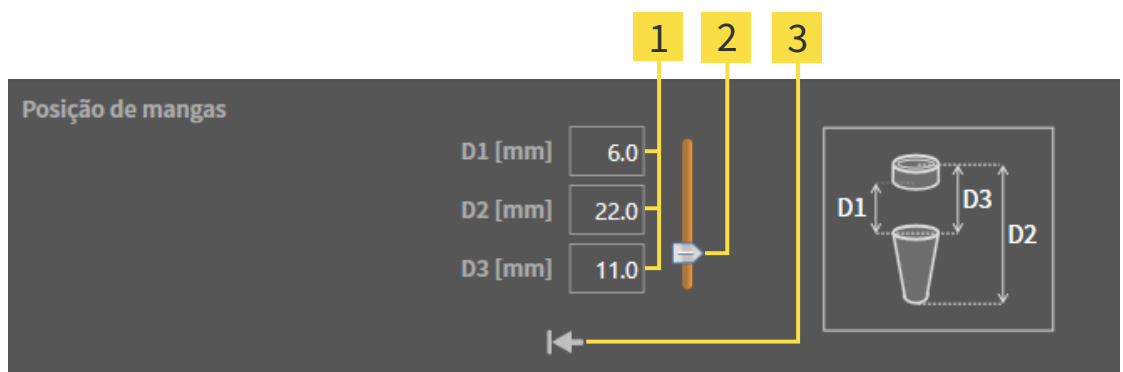 1 2 3
Posição de mangas
D1 [mm] 6.0
D2 [mm] 22.0
D3 [mm] 11.0
D1
D3
D2